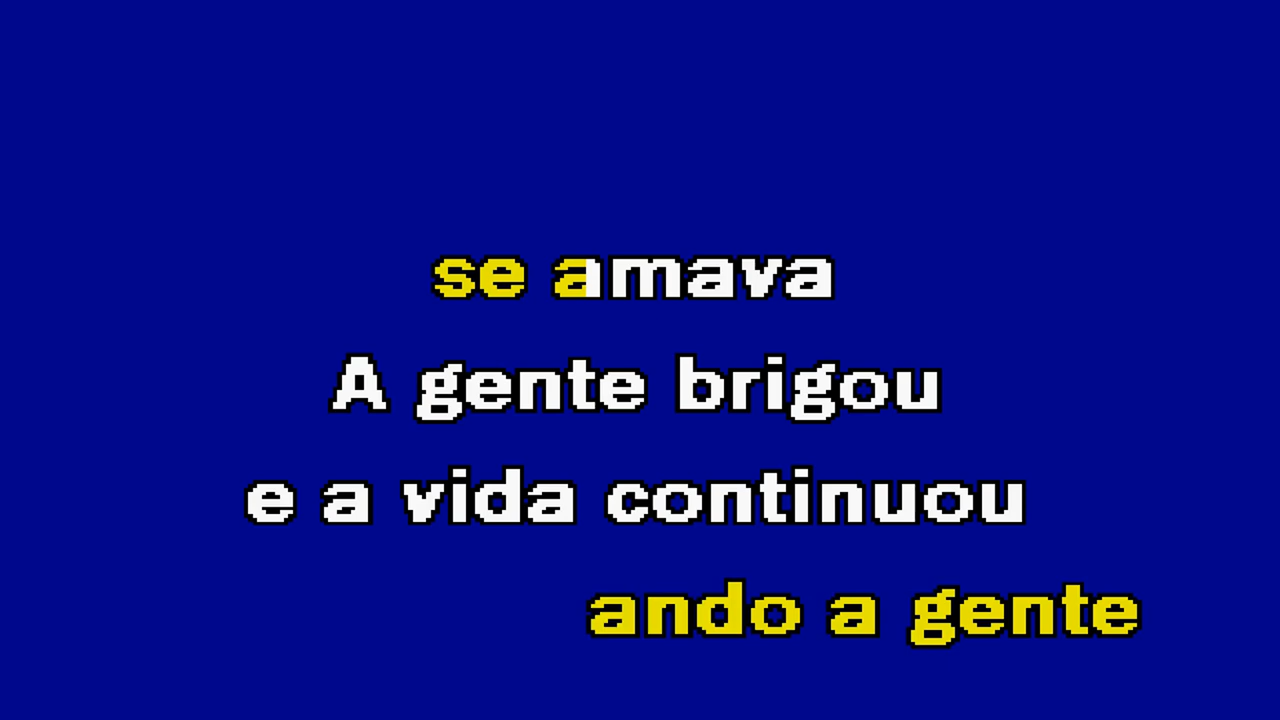 se amava
A gente brigou
e a vida continuou
ando a gente